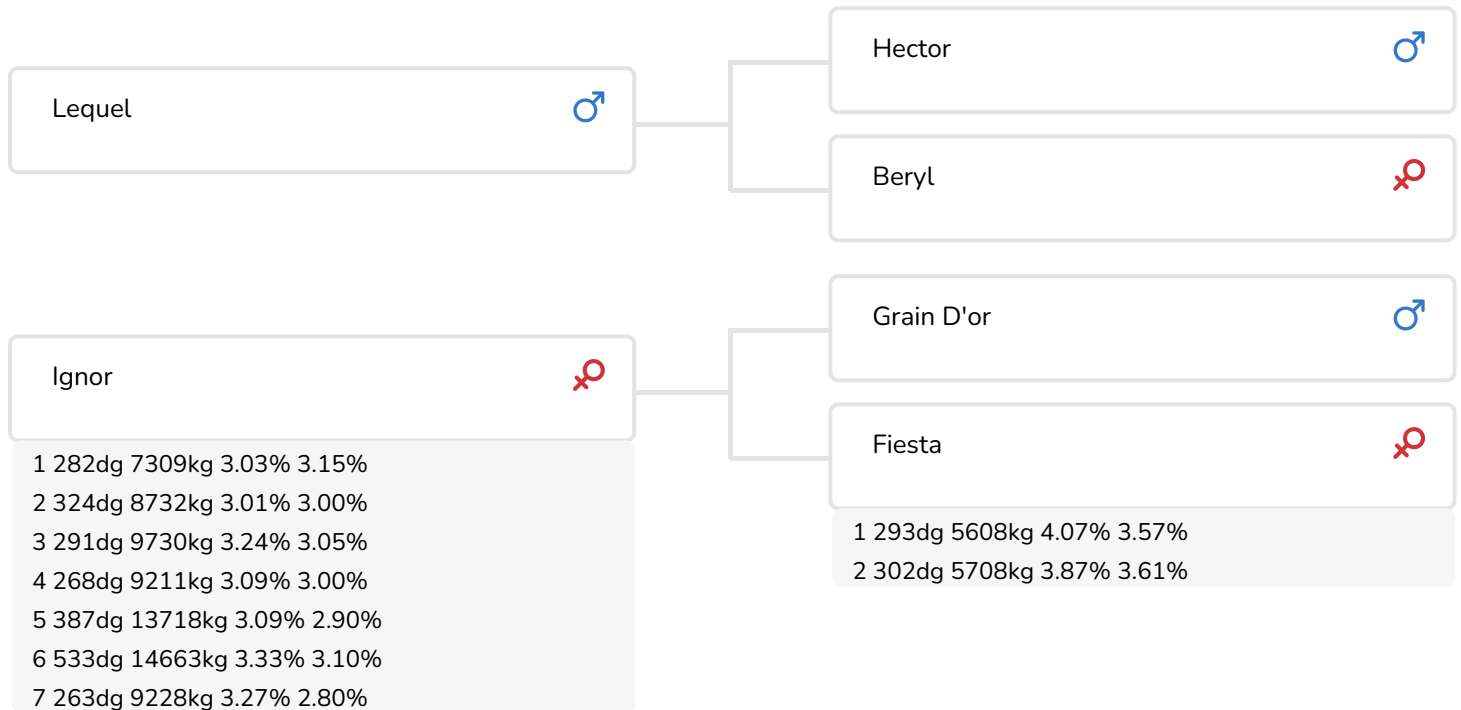 Lequel
Hector
Beryl
Ignor
1 282dg 7309kg 3.03% 3.15%
2 324dg 8732kg 3.01% 3.00%
3 291dg 9730kg 3.24% 3.05%
4 268dg 9211kg 3.09% 3.00%
5 387dg 13718kg 3.09% 2.90%
6 533dg 14663kg 3.33% 3.10%
7 263dg 9228kg 3.27% 2.80%
Grain D'or
Fiesta
1 293dg 5608kg 4.07% 3.57%
2 302dg 5708kg 3.87% 3.61%